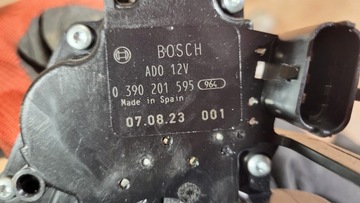 BOSCH
ADO 12V
0 390 201 595 964
Made in Spain
07.08.23 001